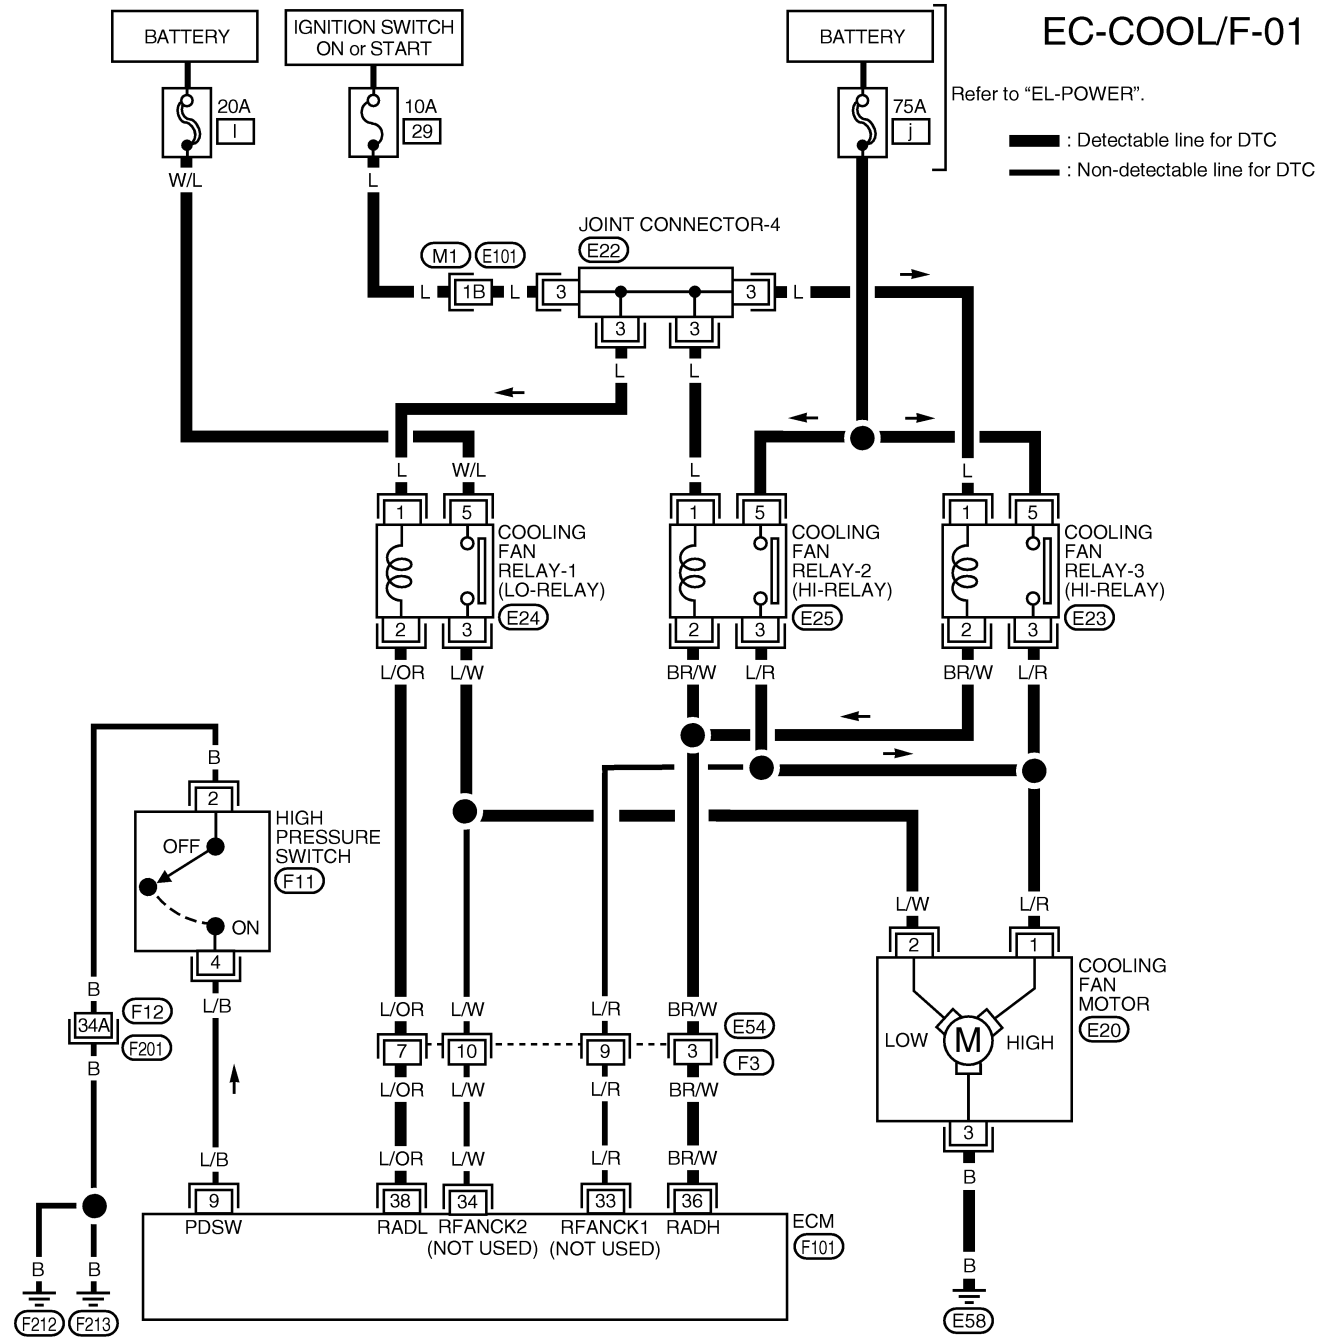 EC-COOL/F-01
BATTERY
IGNITION SWITCH
ON or START
BATTERY
Refer to “EL-POWER”.
20A
l
10A
29
75A
j
: Detectable line for DTC
: Non-detectable line for DTC
W/L
L
JOINT CONNECTOR-4
M1
E101
E22
L
1B
L
3
3
L
3
3
L
L
L
W/L
L
L
1
5
1
5
1
5
COOLING
FAN
RELAY-1
(LO-RELAY)
E24
COOLING
FAN
RELAY-2
(HI-RELAY)
E25
COOLING
FAN
RELAY-3
(HI-RELAY)
E23
2
3
2
3
2
3
L/OR
L/W
BR/W
L/R
BR/W
L/R
B
2
HIGH
PRESSURE
SWITCH
F11
OFF
ON
4
L/B
L/W
L/R
2
1
COOLING
FAN
MOTOR
E20
LOW
M
HIGH
3
B
B
E58
B
34A
F12
F201
B
L/OR
L/W
L/R
BR/W
E54
7
10
9
3
F3
L/OR
L/W
L/R
BR/W
L/B
L/OR
L/W
L/R
BR/W
9
38
34
33
36
PDSW
RADL
RFANCK2
(NOT USED)
RFANCK1
(NOT USED)
RADH
ECM
F101
B
B
F212
F213